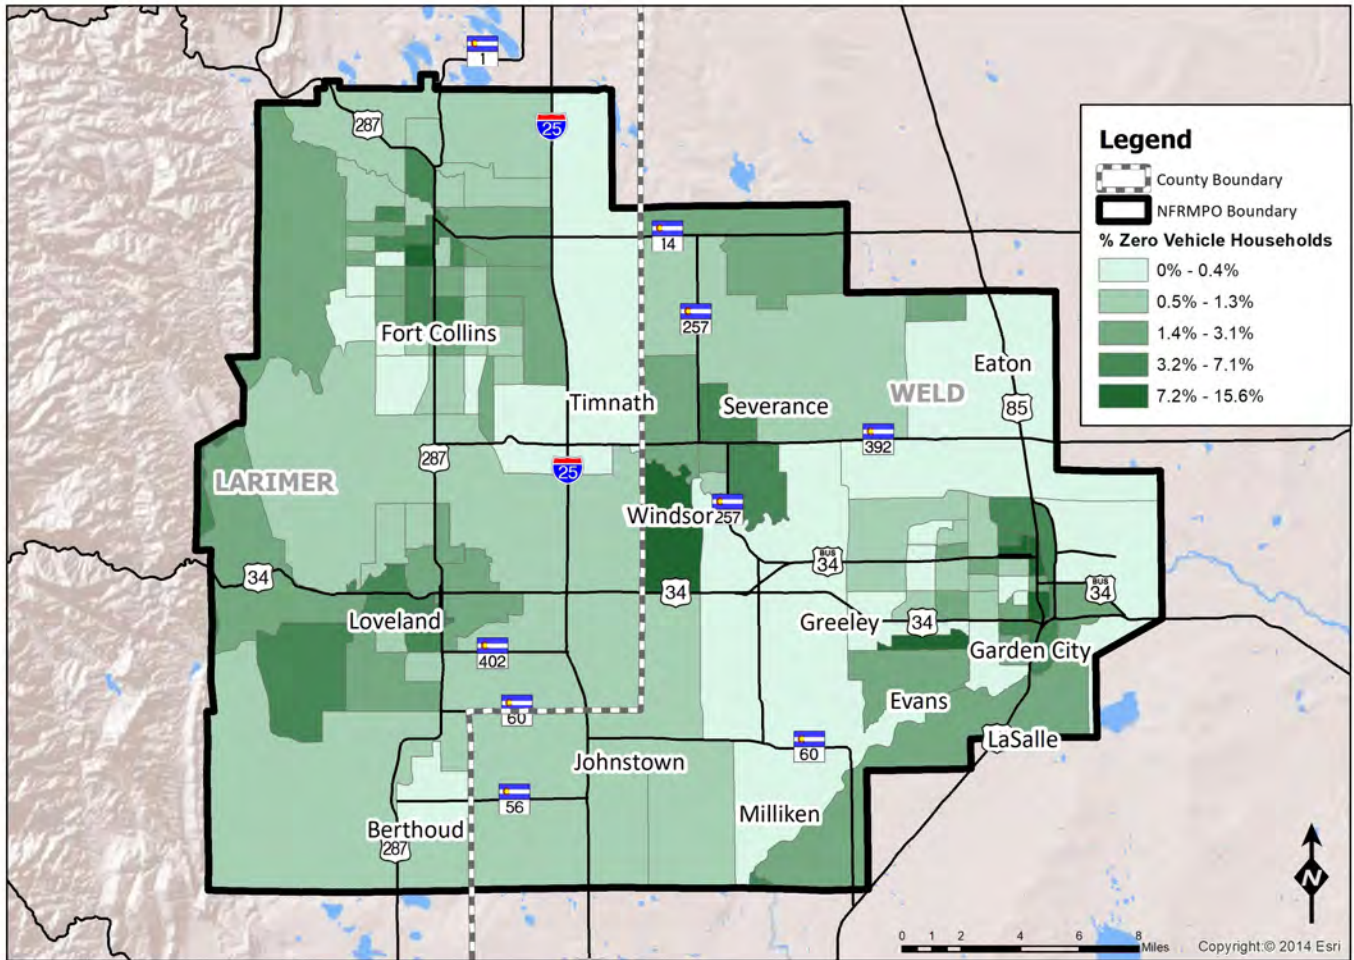 1
287
25
Legend
County Boundary
NFRMPO Boundary
% Zero Vehicle Households
0% - 0.4%
0.5% - 1.3%
1.4% - 3.1%
3.2% - 7.1%
7.2% - 15.6%
14
257
Fort Collins
Eaton
WELD
Timnath
Severance
85
392
287
25
LARIMER
Windsor
257
BUS
34
34
34
BUS
34
Loveland
Greeley
34
402
Garden City
Evans
60
LaSalle
60
Johnstown
56
Milliken
Berthoud
287
N
0 1 2 4 6 8
Miles
Copyright:© 2014 Esri